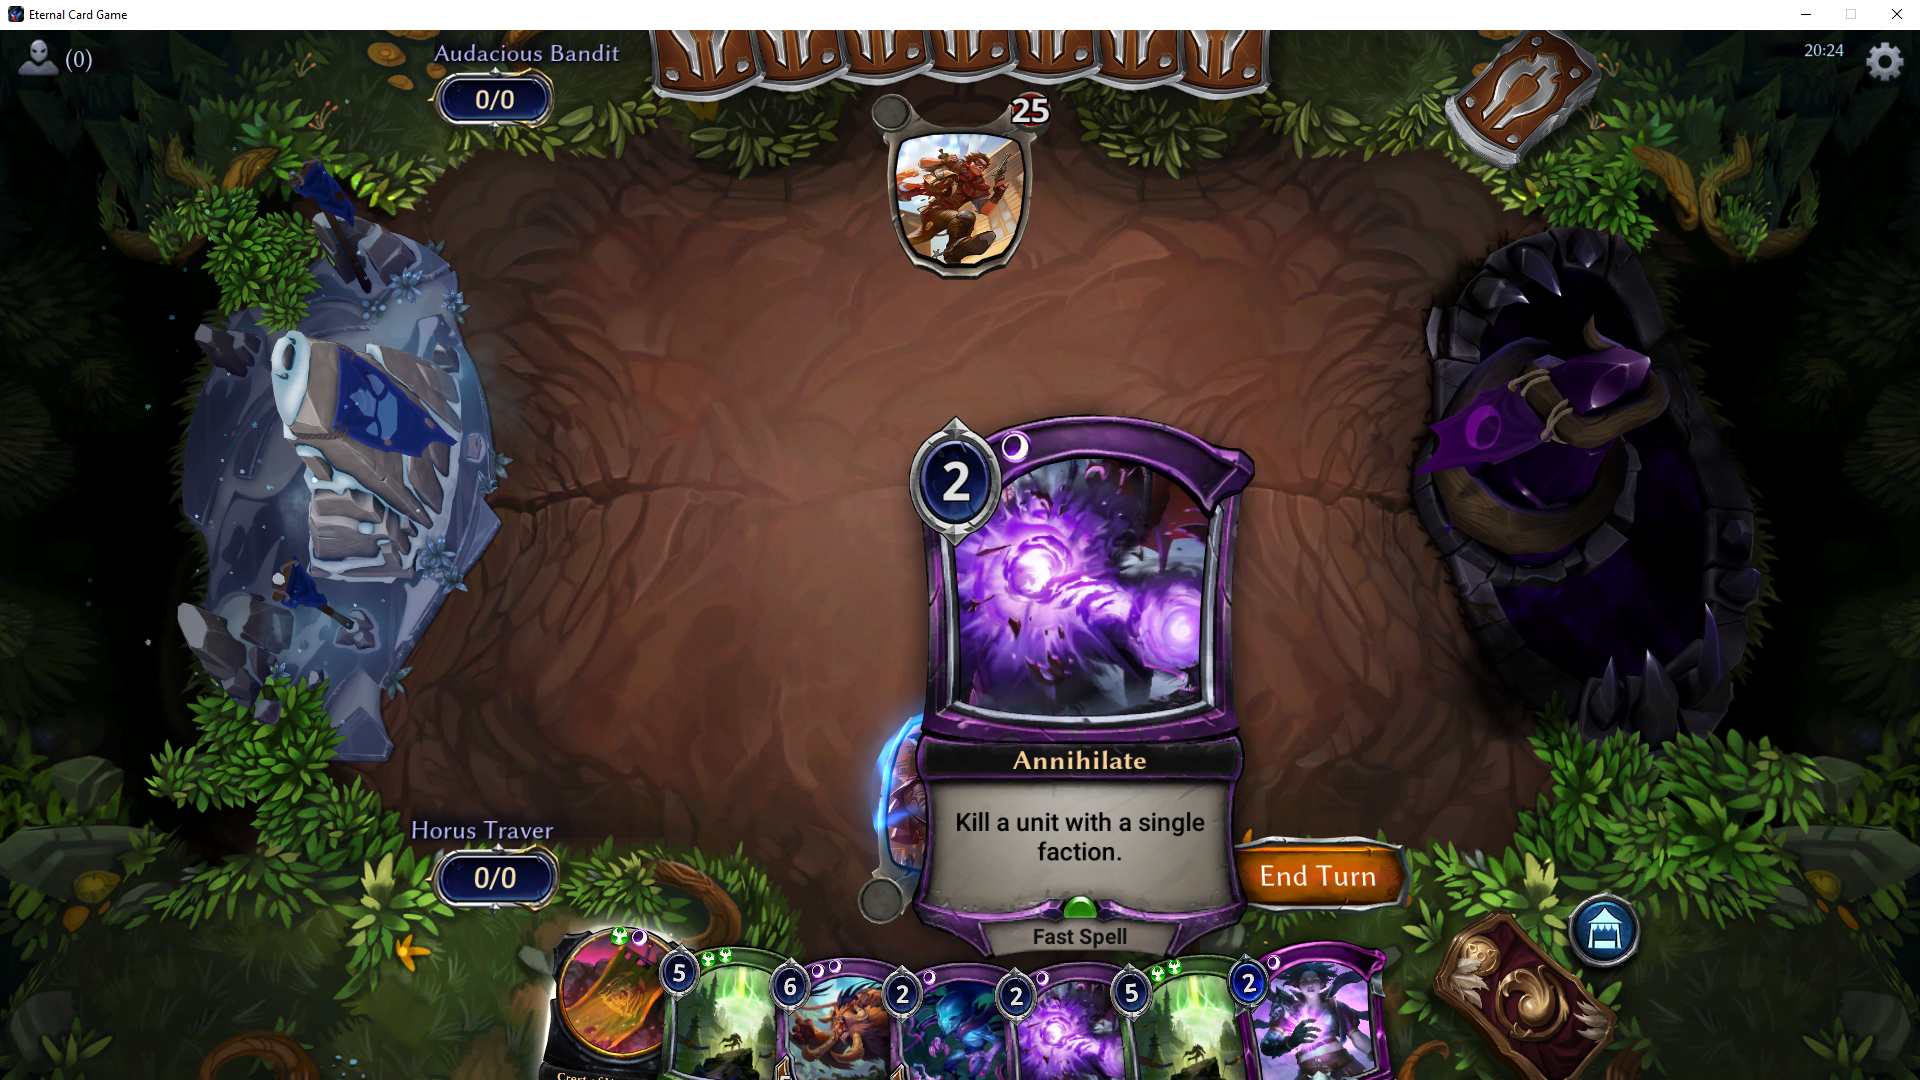 Eternal Card Game
(0)
Audacious Bandit
0/0
25
20:24
2
Annihilate
Kill a unit with a single
faction.
Fast Spell
Horus Traver
0/0
End Turn
5
6
2
2
5
2